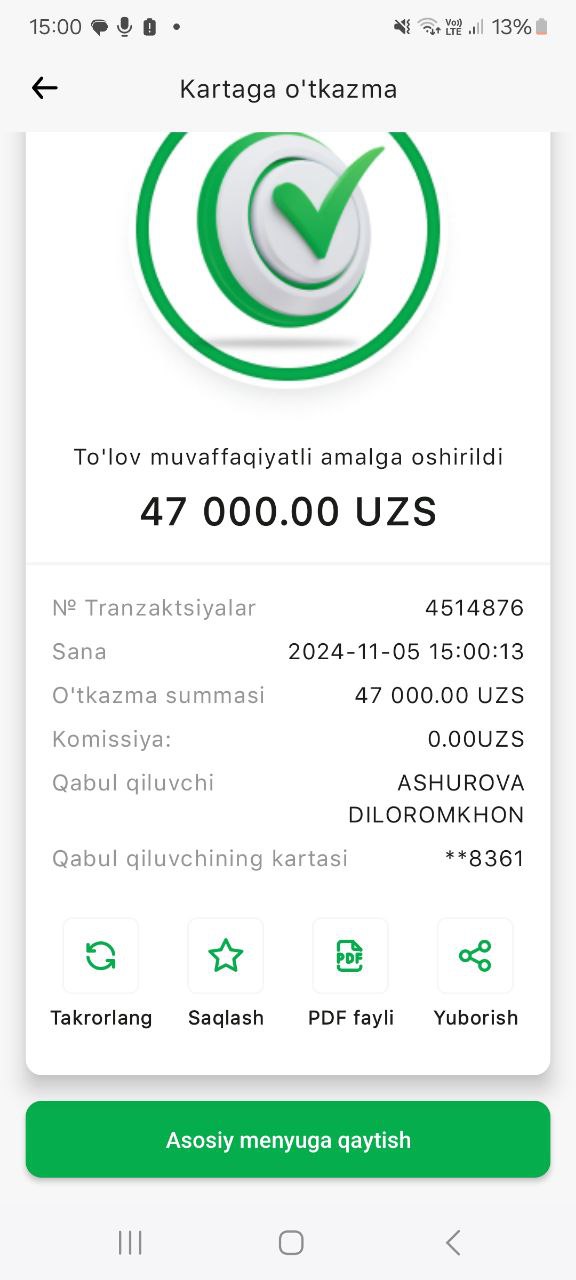 15:00 Vo)) LTE 13%
Kartaga o'tkazma
To'lov muvaffaqiyatli amalga oshirildi
47 000.00 UZS
№ Tranzaktsiyalar 4514876
Sana 2024-11-05 15:00:13
O'tkazma summasi 47 000.00 UZS
Komissiya: 0.00UZS
Qabul qiluvchi ASHUROVA
DILOROMKHON
Qabul qiluvchining kartasi **8361
PDF
Takrorlang Saqlash PDF fayli Yuborish
Asosiy menyuga qaytish